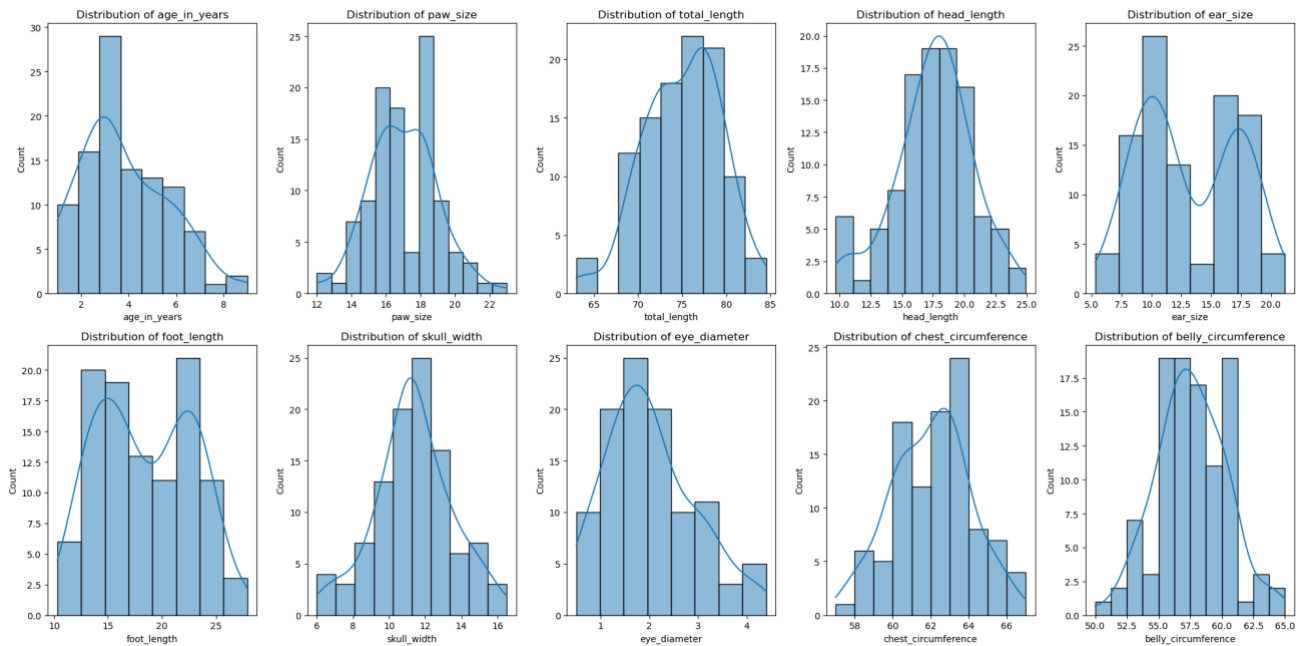 Distribution of age_in_years
30
25
20
15
10
5
0
Count
2 4 6 8
age_in_years
Distribution of paw_size
25
20
15
10
5
0
Count
12 14 16 18 20 22
paw_size
Distribution of total_length
20
15
10
5
0
Count
65 70 75 80 85
total_length
Distribution of head_length
20.0
17.5
15.0
12.5
10.0
7.5
5.0
2.5
0.0
Count
10.0 12.5 15.0 17.5 20.0 22.5 25.0
head_length
Distribution of ear_size
25
20
15
10
5
0
Count
5.0 7.5 10.0 12.5 15.0 17.5 20.0
ear_size
Distribution of foot_length
20.0
17.5
15.0
12.5
10.0
7.5
5.0
2.5
0.0
Count
10 15 20 25
foot_length
Distribution of skull_width
25
20
15
10
5
0
Count
6 8 10 12 14 16
skull_width
Distribution of eye_diameter
25
20
15
10
5
0
Count
1 2 3 4
eye_diameter
Distribution of chest_circumference
25
20
15
10
5
0
Count
58 60 62 64 66
chest_circumference
Distribution of belly_circumference
17.5
15.0
12.5
10.0
7.5
5.0
2.5
0.0
Count
50.0 52.5 55.0 57.5 60.0 62.5 65.0
belly_circumference